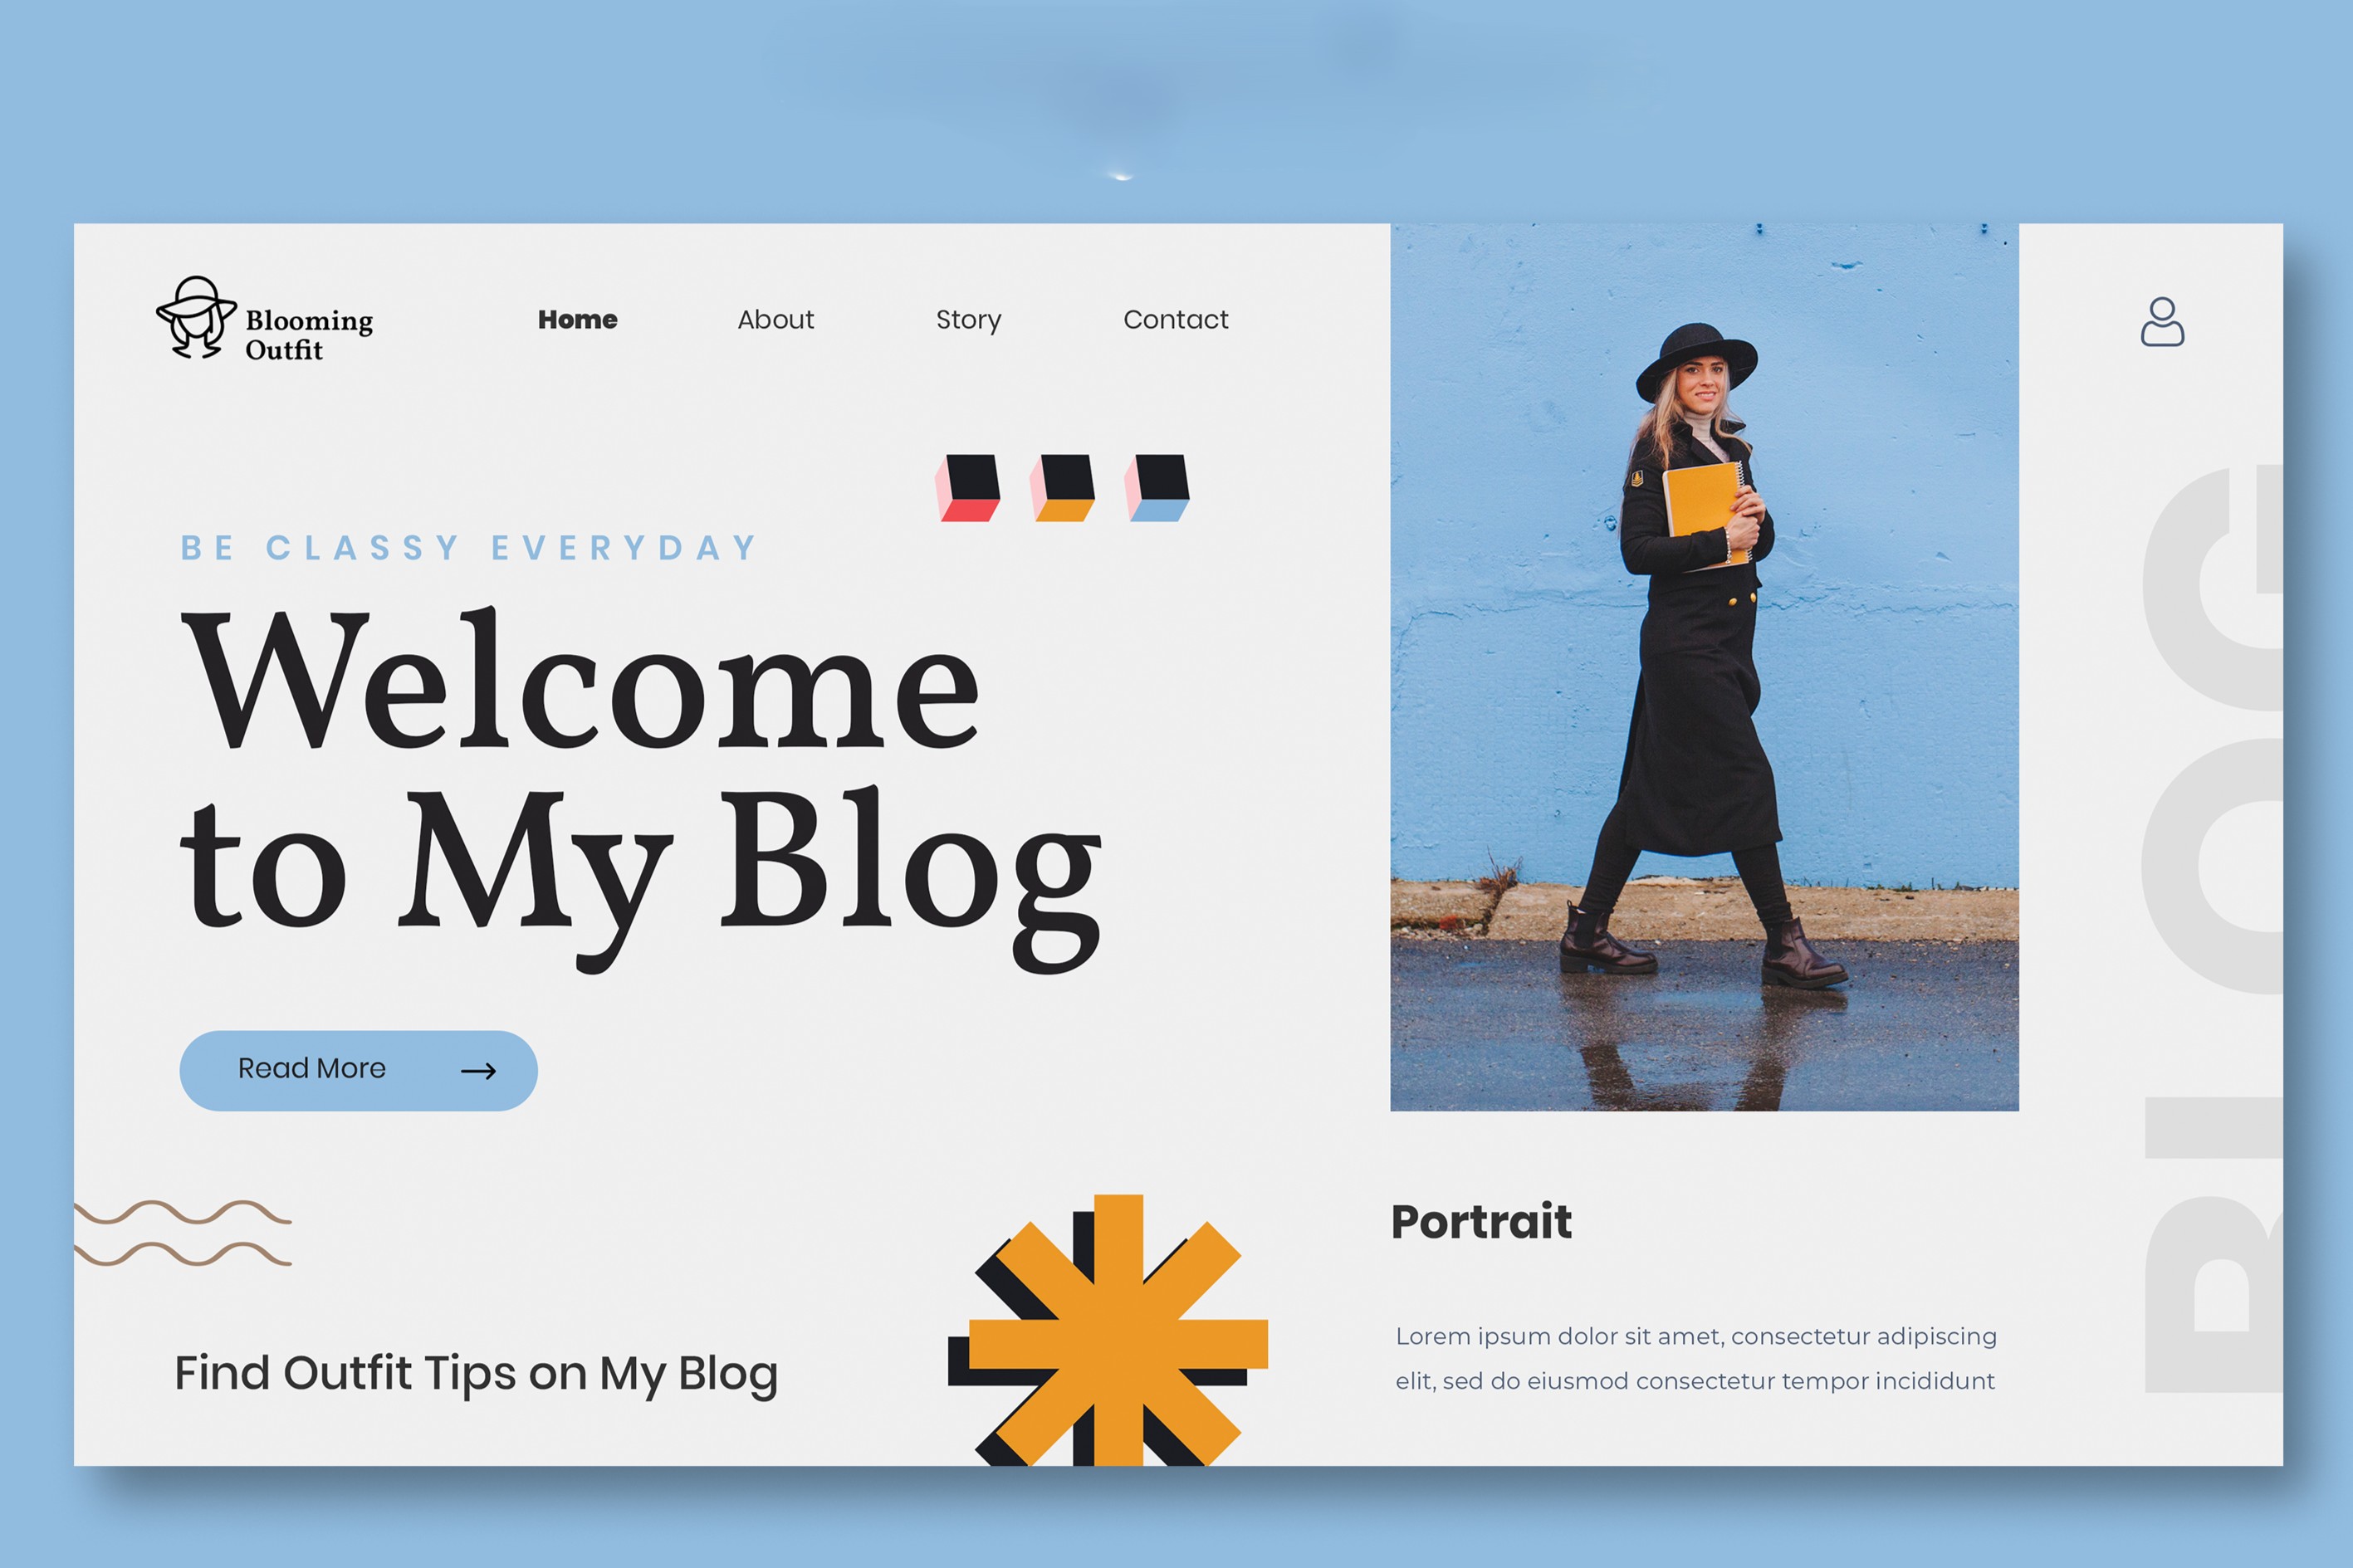 Blooming
Outfit
Home
About
Story
Contact
BE CLASSY EVERYDAY
Welcome
to My Blog
Read More
Find Outfit Tips on My Blog
Portrait
Lorem ipsum dolor sit amet, consectetur adipiscing
elit, sed do eiusmod consectetur tempor incididunt
BLOG